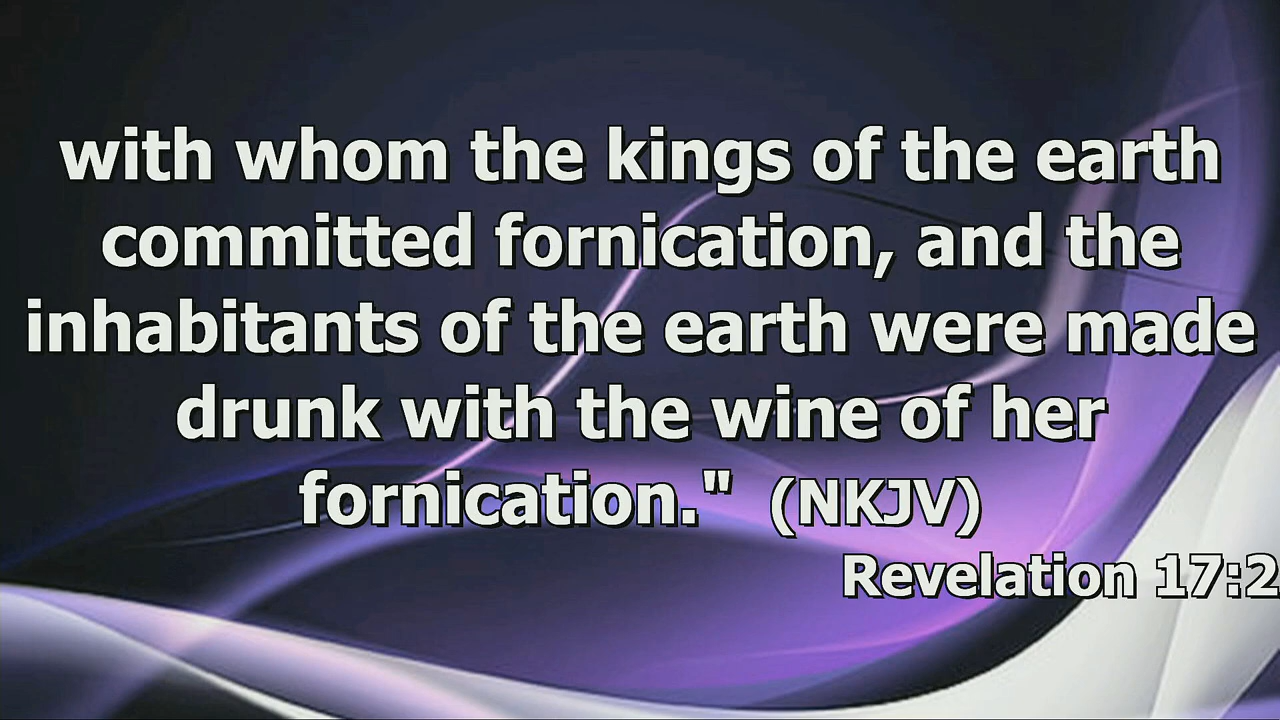 with whom the kings of the earth
committed fornication, and the
inhabitants of the earth were made
drunk with the wine of her
fornication." (NKJV)
Revelation 17:2